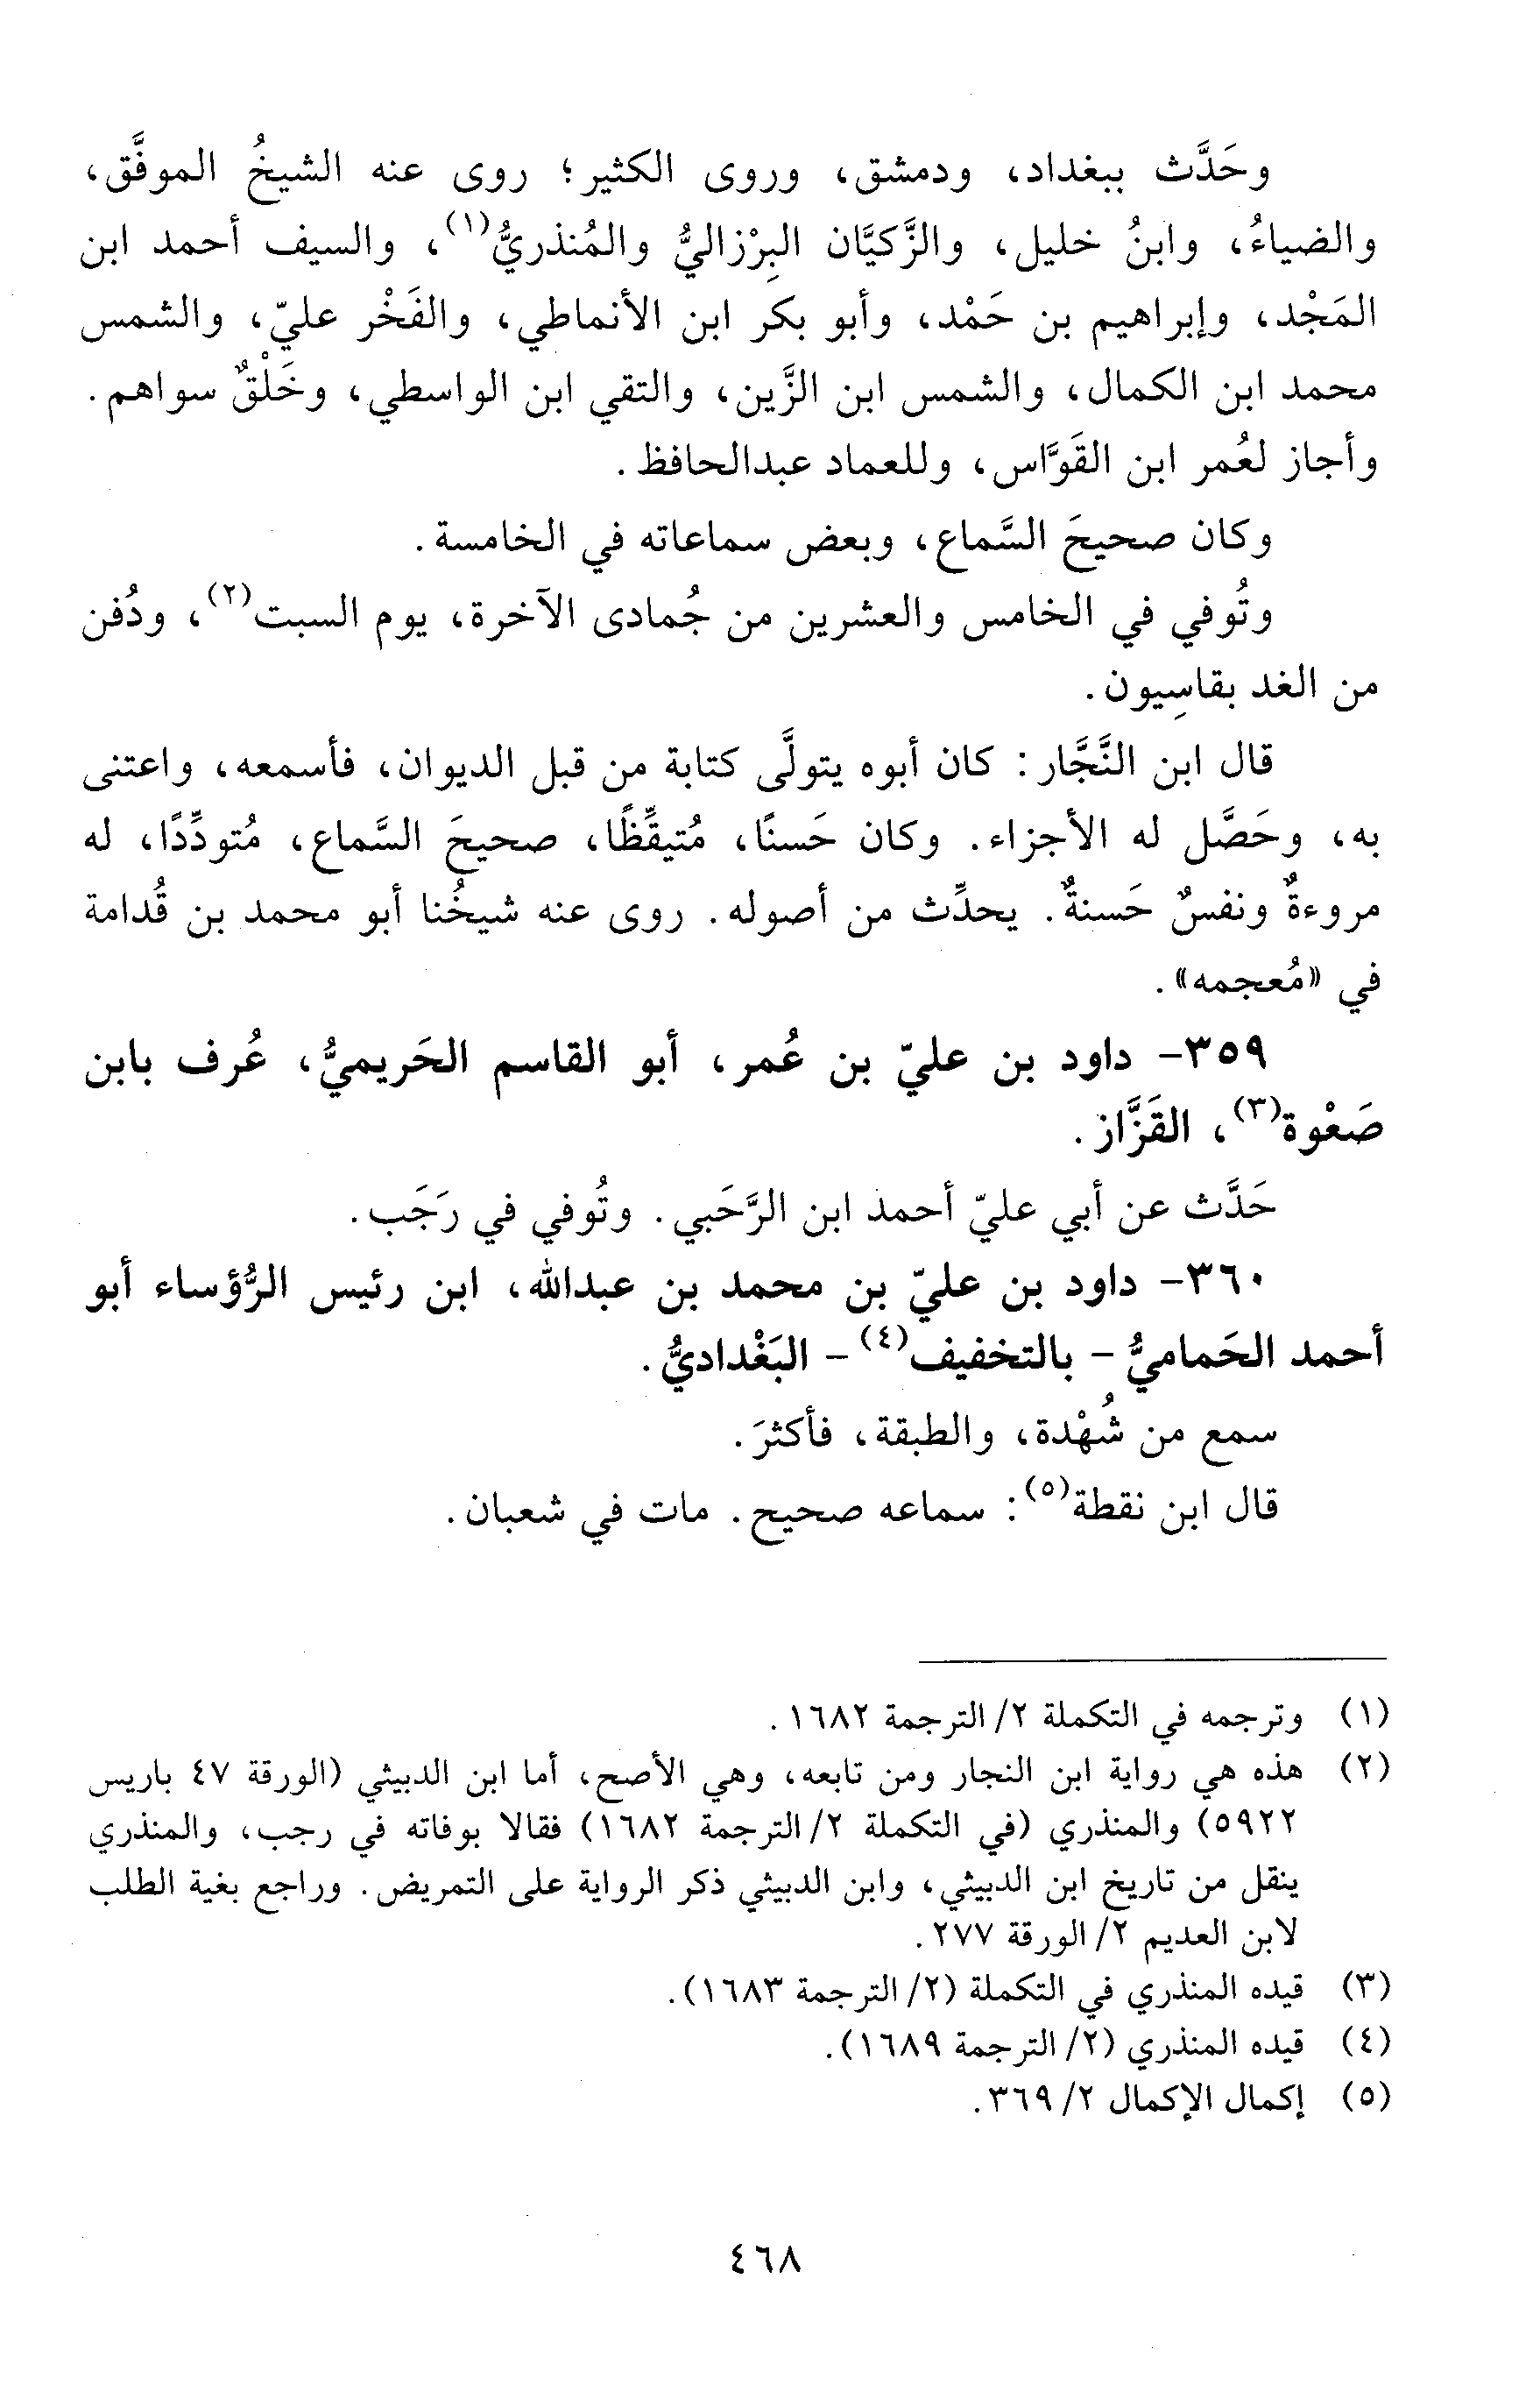 وحَدَّث ببغداد، ودمشق، وروى الكثير؛ روى عنه الشيخُ الموفَّق،
والضياءُ، وابنُ خليل، والزَّكيَّان البِرْزاليُّ والمُنذريُّ(١)، والسيف أحمد ابن
المَجْد، وإبراهيم بن حَمْد، وأبو بكر ابن الأنماطي، والفَخْر عليّ، والشمس
محمد ابن الكمال، والشمس ابن الزَّين، والتقي ابن الواسطي، وخَلْقٌ سواهم.
وأجاز لعُمر ابن القَوَّاس، وللعماد عبدالحافظ.
وكان صحيحَ السَّماع، وبعض سماعاته في الخامسة.
وتُوفي في الخامس والعشرين من جُمادى الآخرة، يوم السبت(٢)، ودُفن
من الغد بقاسِيون.
قال ابن النَّجَّار: كان أبوه يتولَّى كتابة من قبل الديوان، فأسمعه، واعتنى
به، وحَصَّل له الأجزاء. وكان حَسنًا، مُتيقِّظًا، صحيحَ السَّماع، مُتودِّدًا، له
مروءةٌ ونفسٌ حَسنةٌ. يحدِّث من أصوله. روى عنه شيخُنا أبو محمد بن قُدامة
في «مُعجمه».
٣٥٩- داود بن عليّ بن عُمر، أبو القاسم الحَريميُّ، عُرف بابن
صَعْوة(٣)، القَزَّاز.
حَدَّث عن أبي عليّ أحمد ابن الرَّحَبي. وتُوفي في رَجَب.
٣٦٠- داود بن عليّ بن محمد بن عبدالله، ابن رئيس الرُّؤساء أبو
أحمد الحَماميُّ - بالتخفيف(٤) - البَغْداديُّ.
سمع من شُهْدة، والطبقة، فأكثرَ.
قال ابن نقطة(٥): سماعه صحيح. مات في شعبان.
(١) وترجمه في التكملة ٢/ الترجمة ١٦٨٢.
(٢) هذه هي رواية ابن النجار ومن تابعه، وهي الأصح، أما ابن الدبيثي (الورقة ٤٧ باريس
٥٩٢٢) والمنذري (في التكملة ٢/ الترجمة ١٦٨٢) فقالا بوفاته في رجب، والمنذري
ينقل من تاريخ ابن الدبيثي، وابن الدبيثي ذكر الرواية على التمريض. وراجع بغية الطلب
لابن العديم ٢/ الورقة ٢٧٧.
(٣) قيده المنذري في التكملة (٢/ الترجمة ١٦٨٣).
(٤) قيده المنذري (٢/ الترجمة ١٦٨٩).
(٥) إكمال الإكمال ٢/ ٣٦٩.
٤٦٨